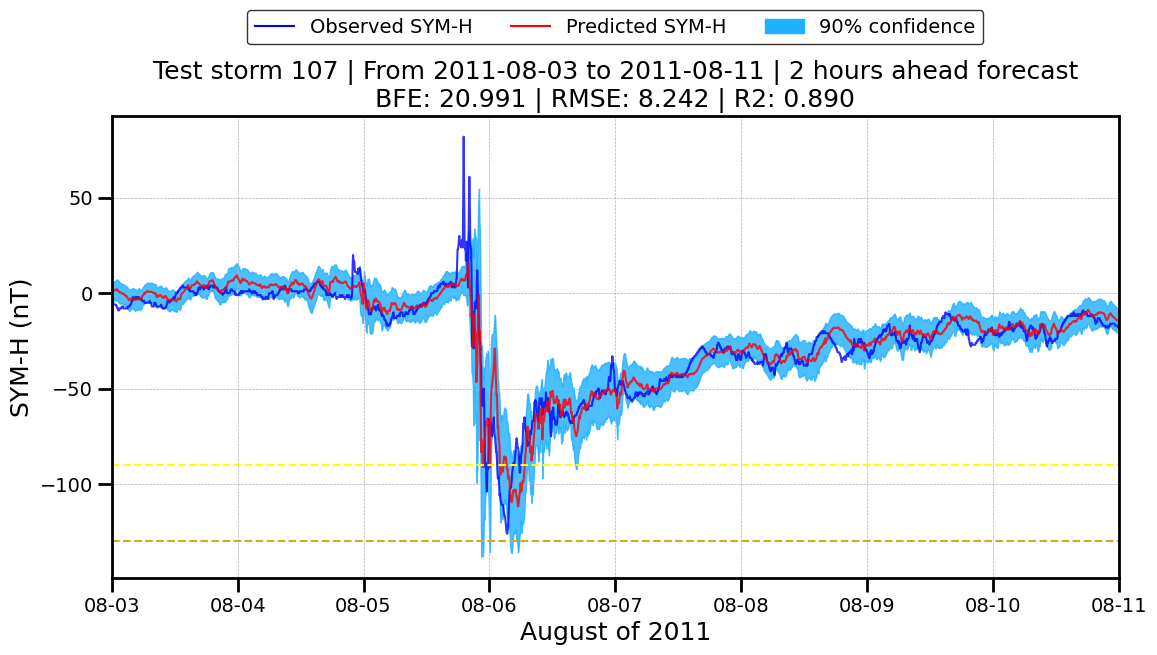 Observed SYM-H Predicted SYM-H 90% confidence
Test storm 107 | From 2011-08-03 to 2011-08-11 | 2 hours ahead forecast
BFE: 20.991 | RMSE: 8.242 | R2: 0.890
SYM-H (nT)
50
0
−50
−100
08-03 08-04 08-05 08-06 08-07 08-08 08-09 08-10 08-11
August of 2011